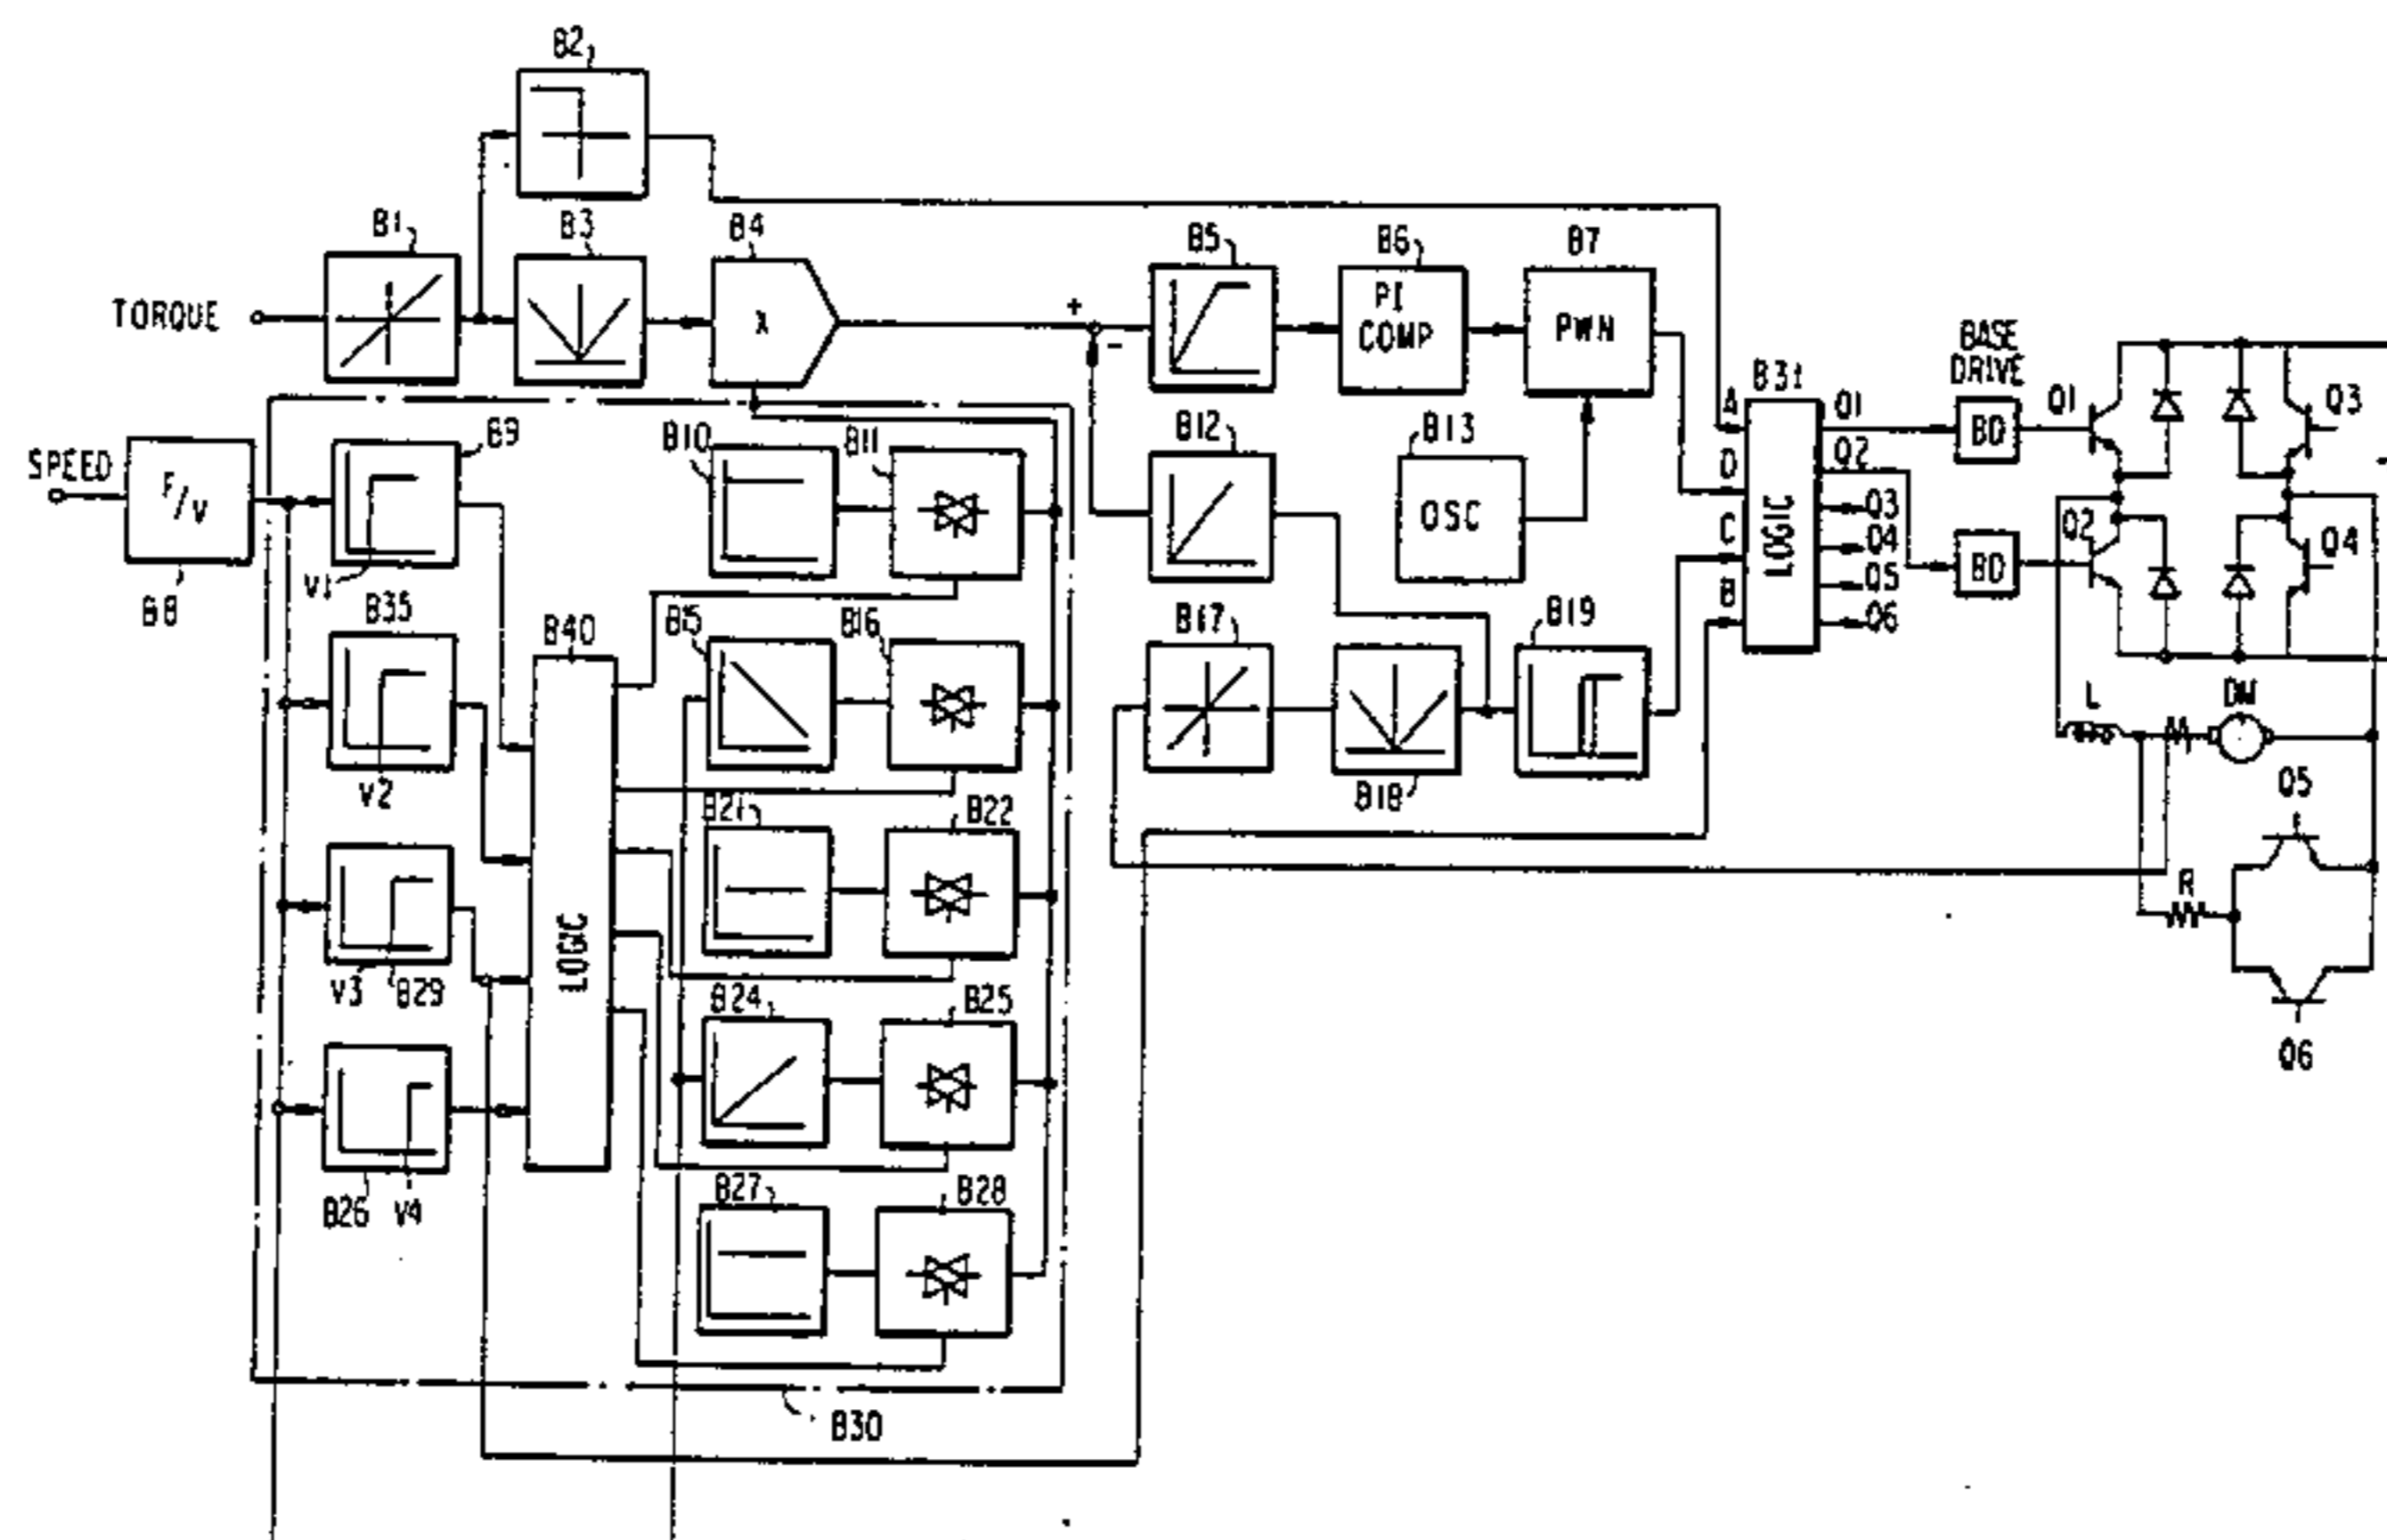 B2
B1
B3
B4
B5
B6
B7
TORQUE
X
+
-
PI
COMP
PWN
BASE
DRIVE
B31
SPEED
F/V
B8
B9
V1
B10
B11
B12
B13
OSC
A
D
C
B
LOGIC
Q1
Q2
Q3
Q4
Q5
Q6
BD
BD
Q1
Q2
Q3
Q4
B35
V2
B40
LOGIC
B15
B16
B17
B18
B19
L
DM
Q5
R
Q6
V3
B29
B21
B22
B24
B25
B26
V4
B27
B28
B30